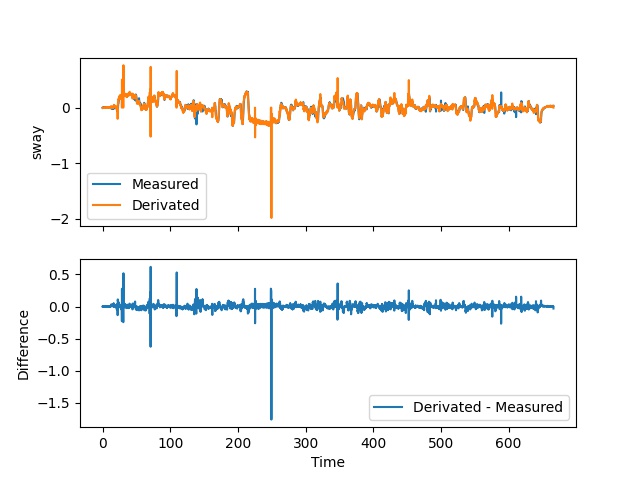 0
−1
−2
sway
Measured
Derivated
0.5
0.0
−0.5
−1.0
−1.5
Difference
Derivated - Measured
0 100 200 300 400 500 600
Time